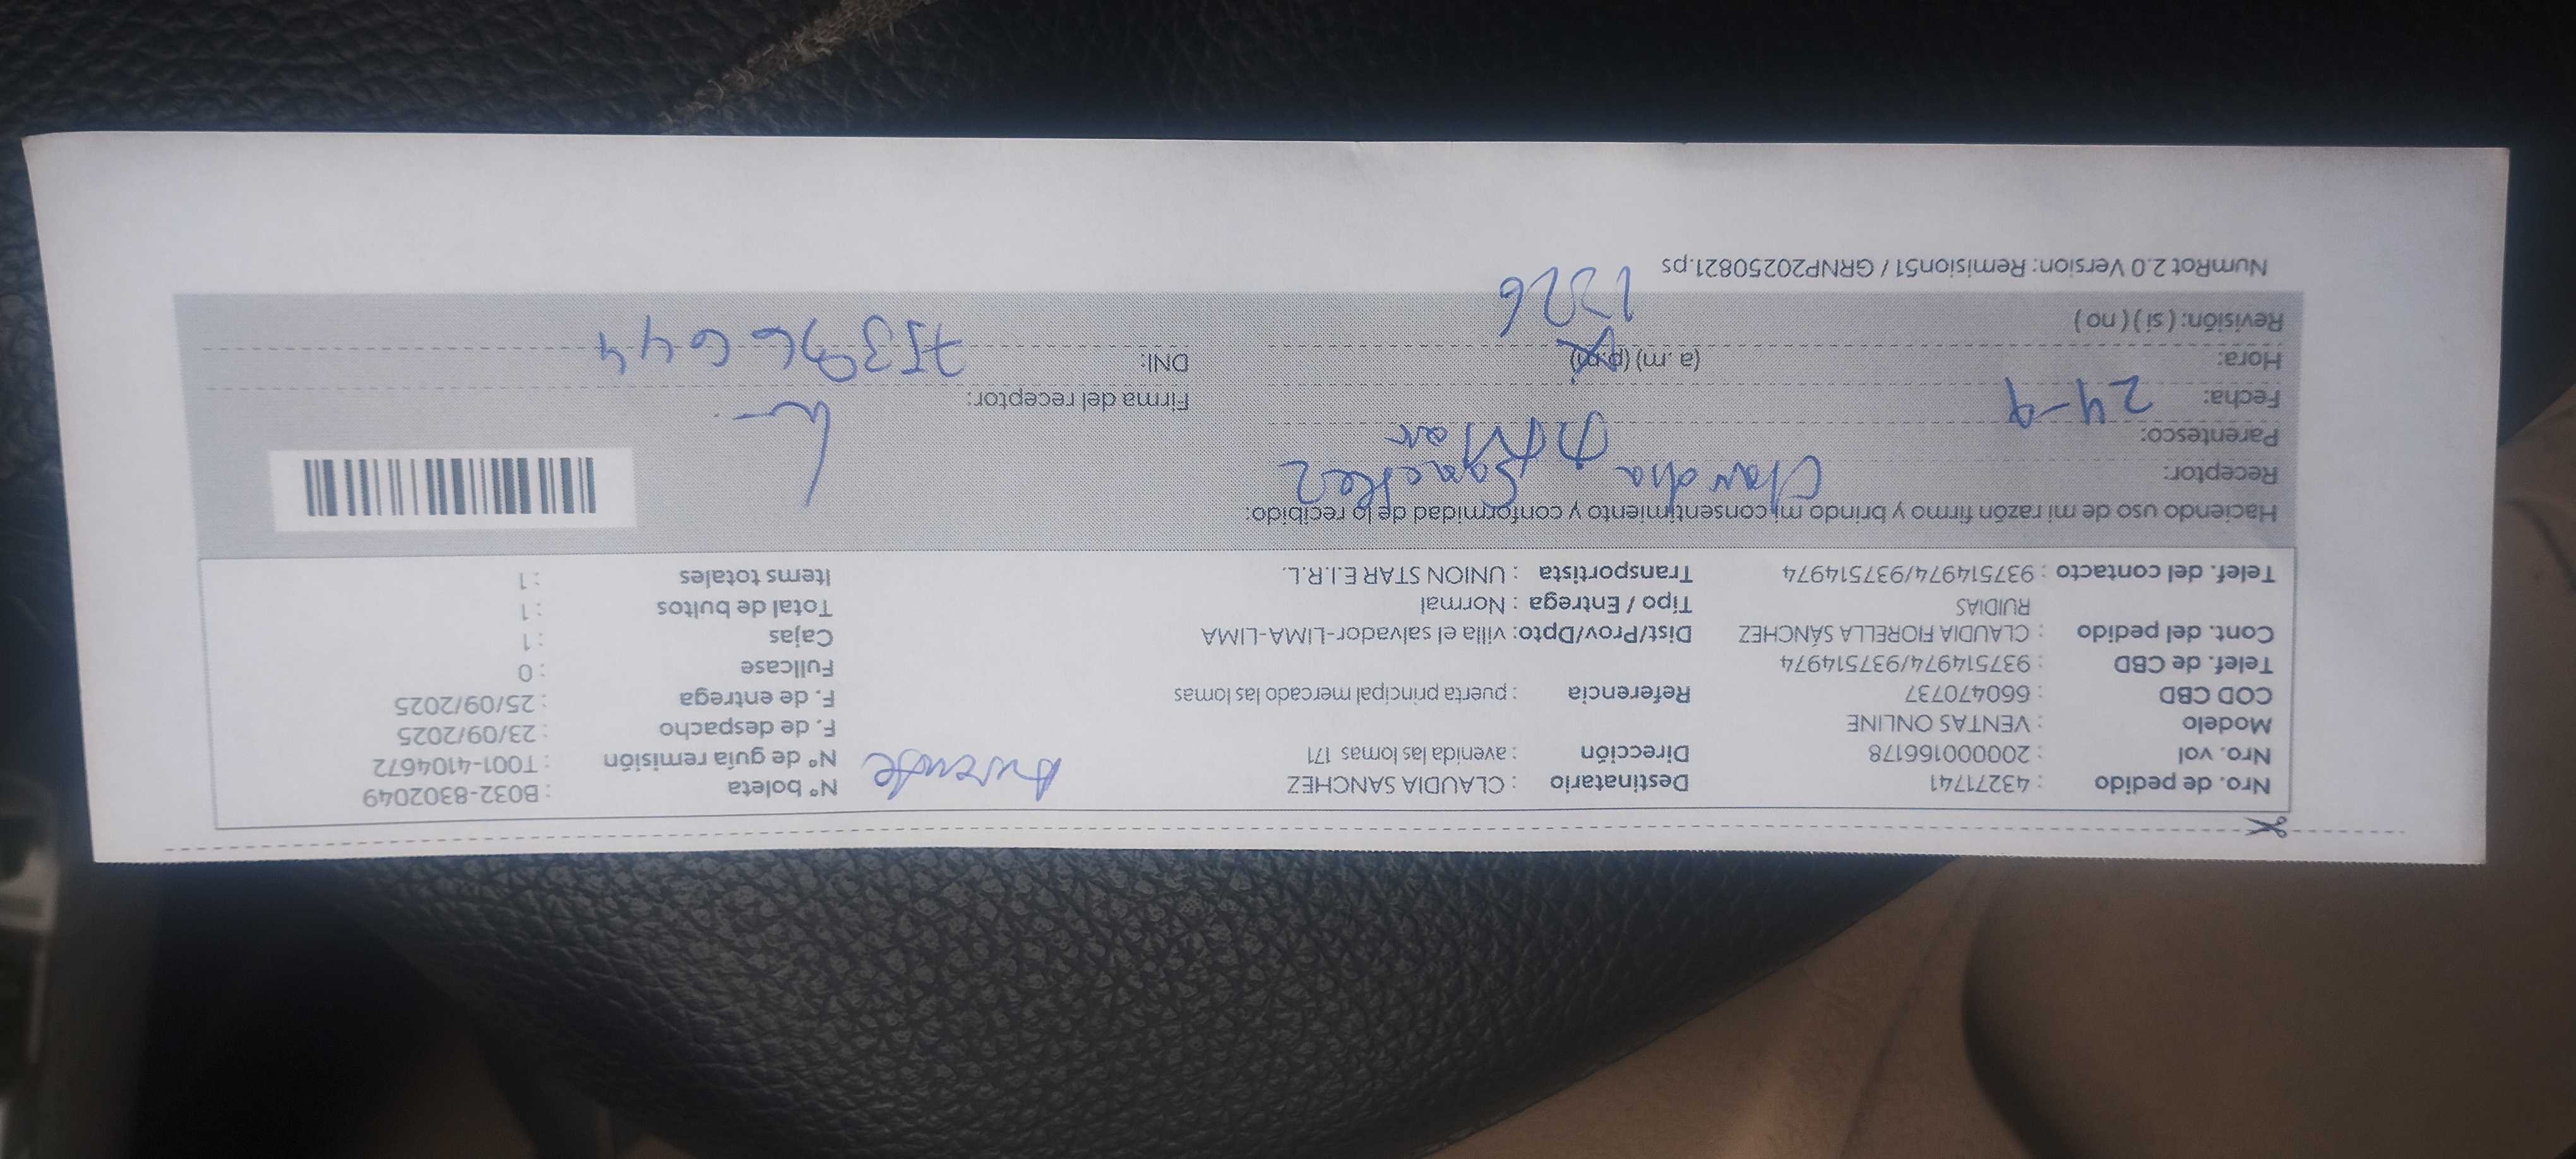 Nro. de pedido : 43271741 Destinatario : CLAUDIA SANCHEZ N° boleta : B032-8302049
Nro. vol : 20000016​6178 Dirección : avenida las lomas 171 N° de guía remisión : T001-4104672
Modelo : VENTAS ONLINE F. de despacho : 23/09/2025
COD CBD : 660470737 Referencia : puerta principal mercado las lomas F. de entrega : 25/09/2025
Telef. de CBD : 937514974/937514974 Fullcase : 0
Cont. del pedido : CLAUDIA FIORELLA SÁNCHEZ Dist/Prov/Dpto: villa el salvador-LIMA-LIMA Cajas : 1
RUIDIAS Tipo / Entrega : Normal Total de bultos : 1
Telef. del contacto : 937514974/937514974 Transportista : UNION STAR E.I.R.L. Items totales : 1
Haciendo uso de mi razón firmo y brindo mi consentimiento y conformidad de lo recibido:
Receptor: Claudia Sanchez
Parentesco:
Fecha: 24-9 Firma del receptor:
Hora: (a. m) (p.m) DNI:
Revisión: ( si ) ( no ) 1326
NumRot 2.0 Version: Remision51 / GRNP20250821.ps